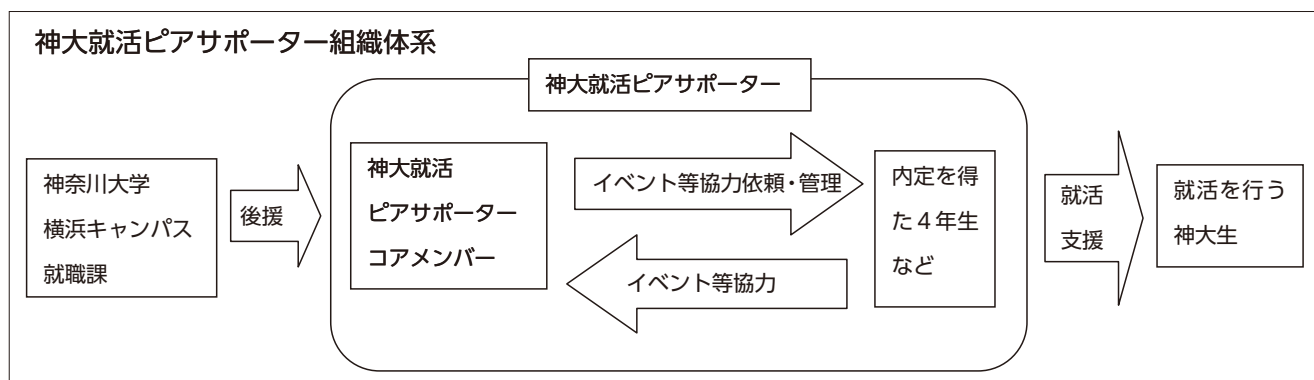 神大就活ピアサポーター組織体系
神大就活ピアサポーター
神奈川大学
横浜キャンパス
就職課
後援
神大就活
ピアサポーター
コアメンバー
イベント等協力依頼・管理
イベント等協力
内定を得
た４年生
など
就活
支援
就活を行う
神大生